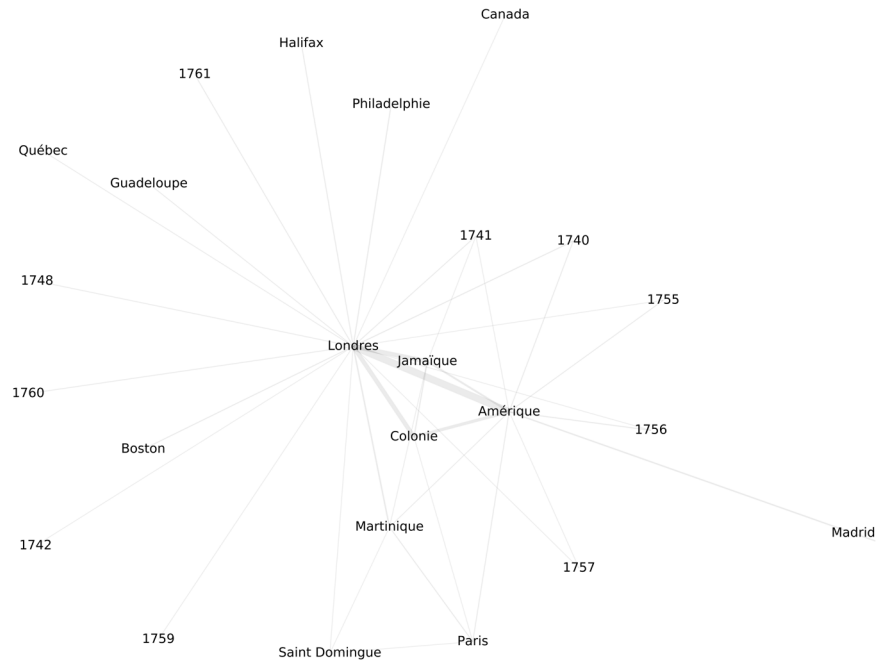 Canada
Halifax
1761
Philadelphie
Québec
Guadeloupe
1741
1740
1748
1755
Londres
Jamaïque
1760
Amérique
1756
Colonie
Boston
Martinique
Madrid
1742
1757
1759
Paris
Saint Domingue